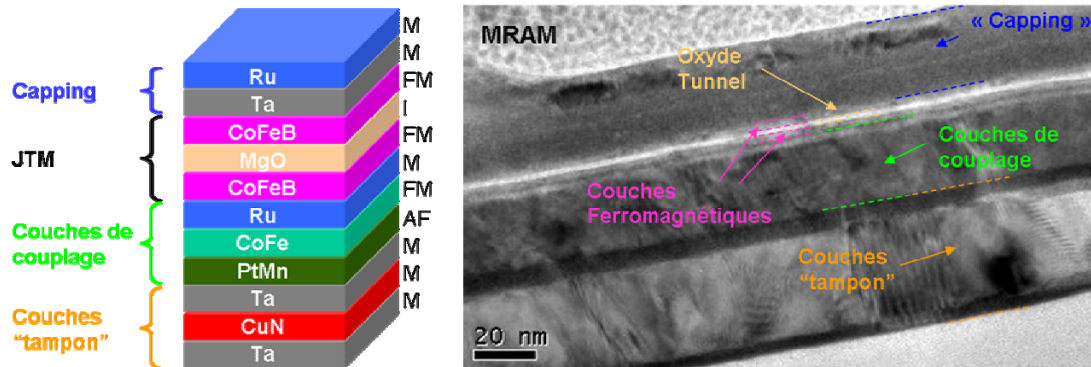 Capping
JTM
Couches de
couplage
Couches
“tampon”
Ru
Ta
CoFeB
MgO
CoFeB
Ru
CoFe
PtMn
Ta
CuN
Ta
M
M
FM
I
FM
M
FM
AF
M
M
M
MRAM
« Capping »
Oxyde
Tunnel
Couches de
couplage
Couches
Ferromagnétiques
Couches
“tampon”
20 nm